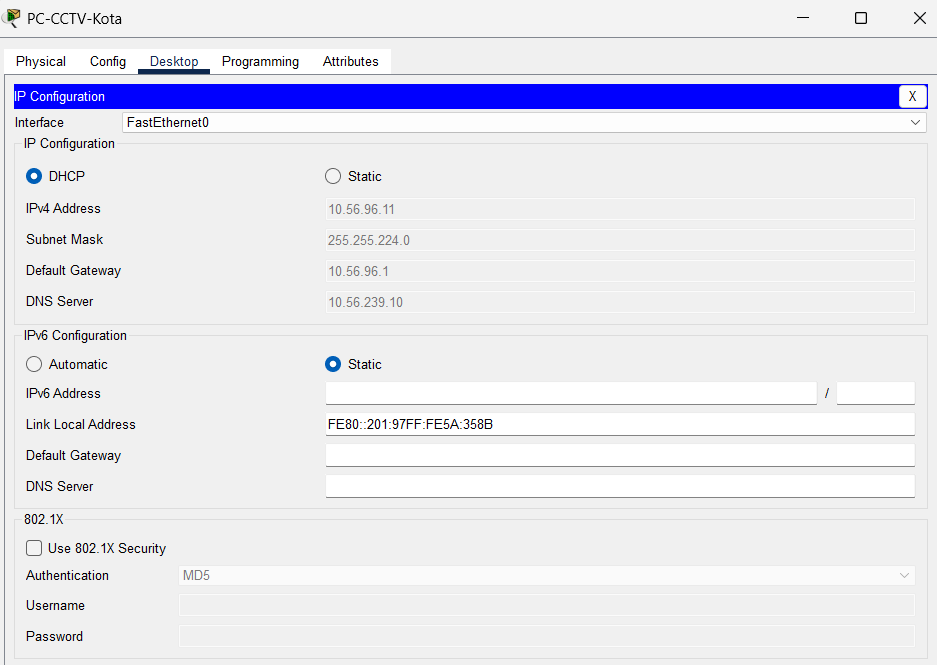 PC-CCTV-Kota
Physical Config Desktop Programming Attributes
IP Configuration X
Interface FastEthernet0
IP Configuration
DHCP Static
IPv4 Address 10.56.96.11
Subnet Mask 255.255.224.0
Default Gateway 10.56.96.1
DNS Server 10.56.239.10
IPv6 Configuration
Automatic Static
IPv6 Address /
Link Local Address FE80::201:97FF:FE5A:358B
Default Gateway
DNS Server
802.1X
Use 802.1X Security
Authentication MD5
Username
Password